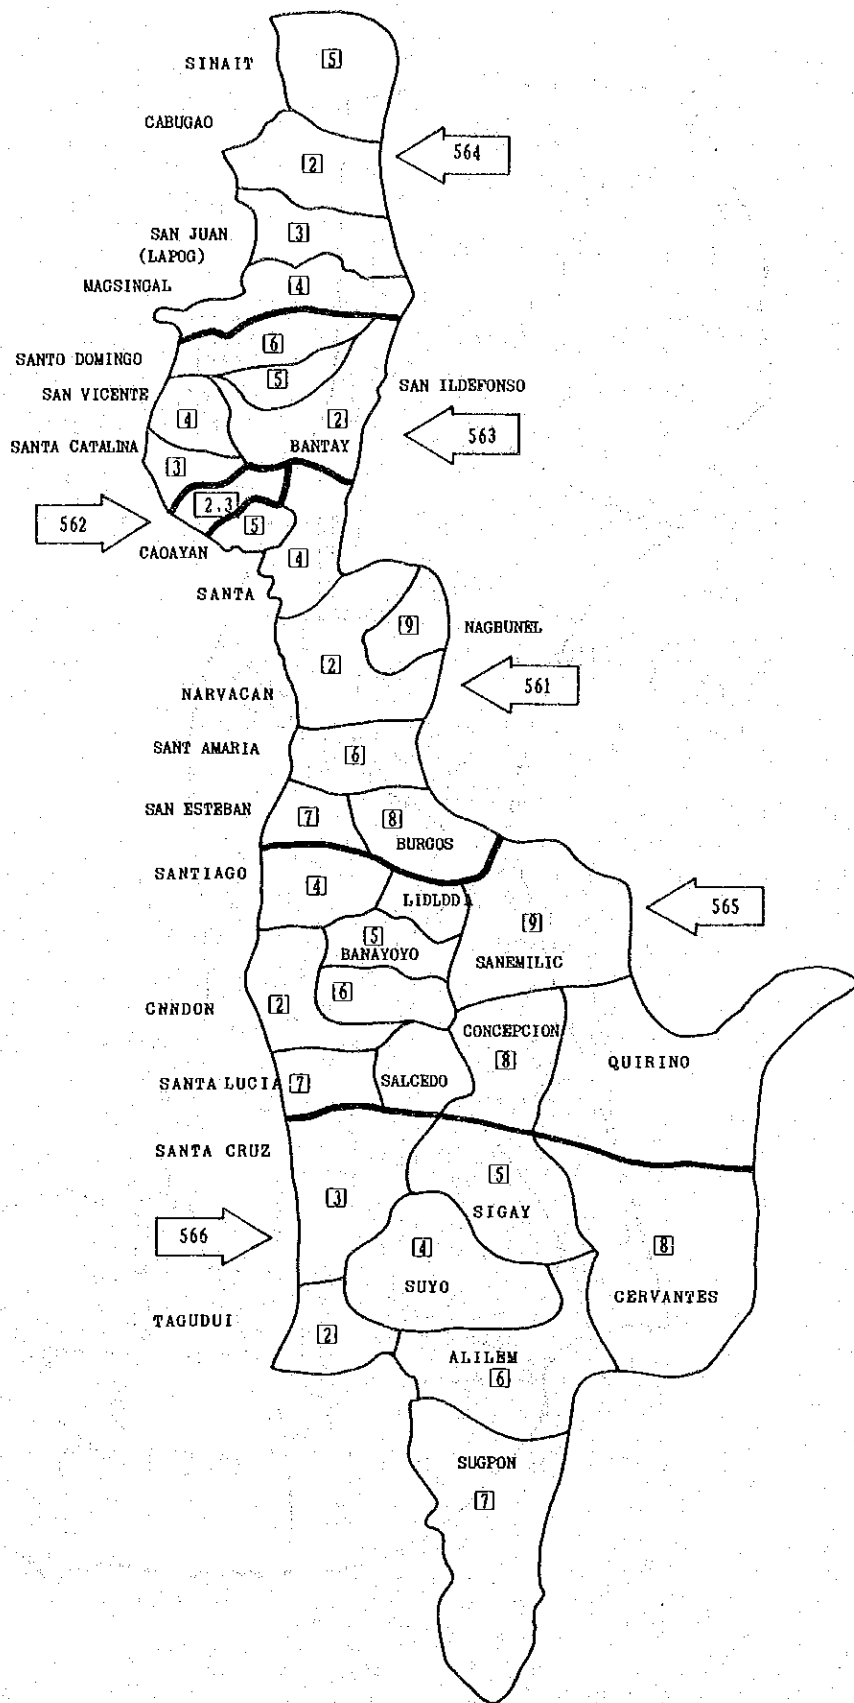 SINAIT
5
CABUGAO
564
2
SAN JUAN
(LAPOG)
3
MAGSINGAL
4
SANTO DOMINGO
6
SAN VICENTE
5
SAN ILDEFONSO
4
2
563
SANTA CATALINA
BANTAY
3
2.3
562
5
CAOAYAN
4
SANTA
9
NAGBUNEL
2
561
NARVACAN
SANT AMARIA
6
SAN ESTEBAN
7
8
BURGOS
SANTIAGO
4
LIDLDDI
565
9
5
BANAYOYO
SANEMILIC
6
2
CNNDON
CONCEPCION
8
QUIRINO
SANTA LUCIA
7
SALCEDO
SANTA CRUZ
5
3
SIGAY
566
4
8
SUYO
CERVANTES
TAGUDUI
2
ALILEM
6
SUGPON
7